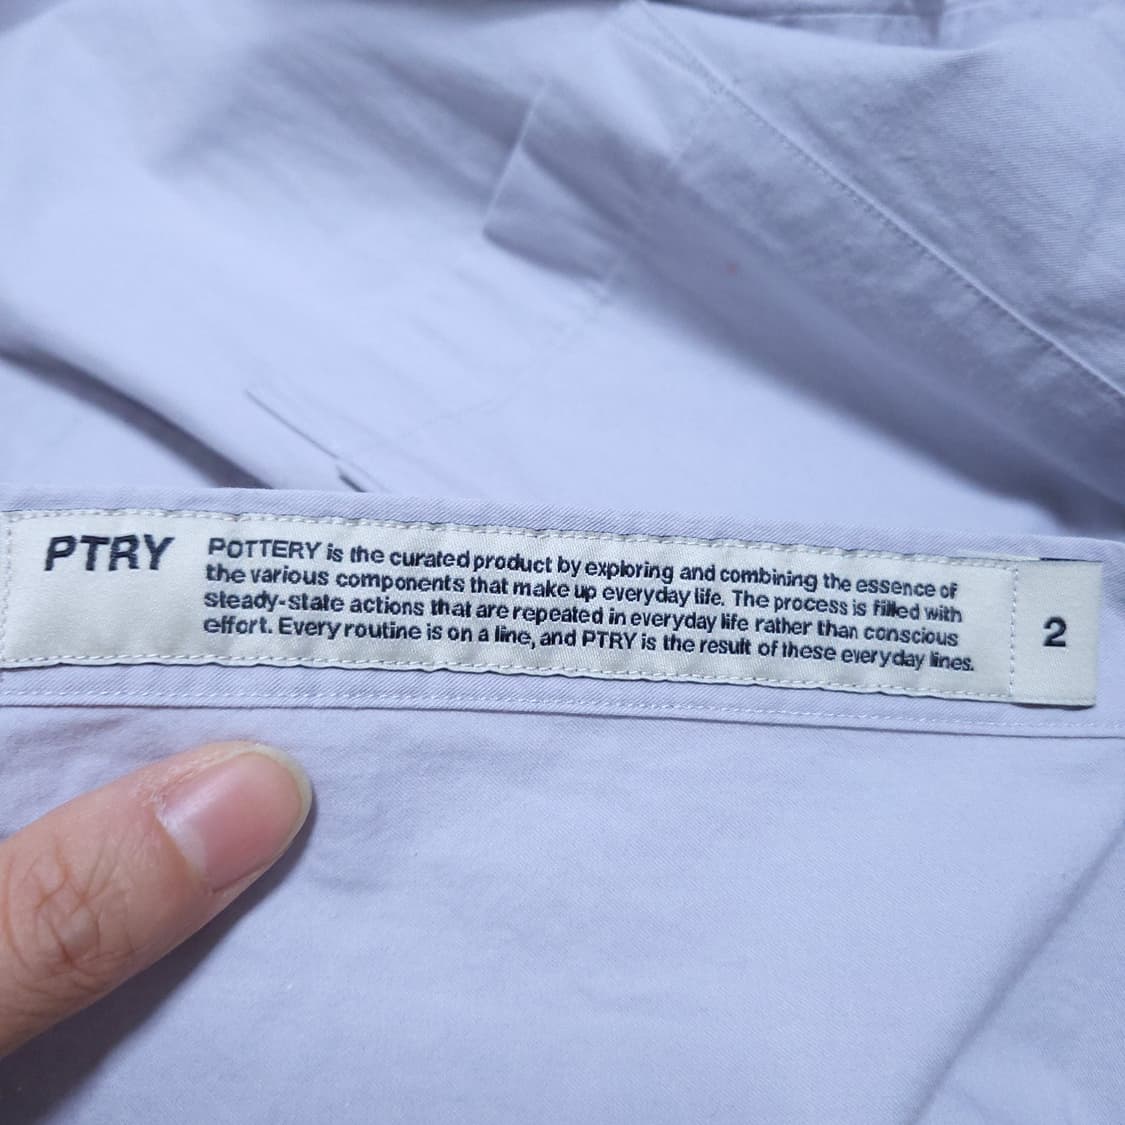 PTRY
POTTERY is the curated product by exploring and combining the essence of
the various components that make up everyday life. The process is filled with
steady-state actions that are repeated in everyday life rather than conscious
effort. Every routine is on a line, and PTRY is the result of these everyday lines.
2